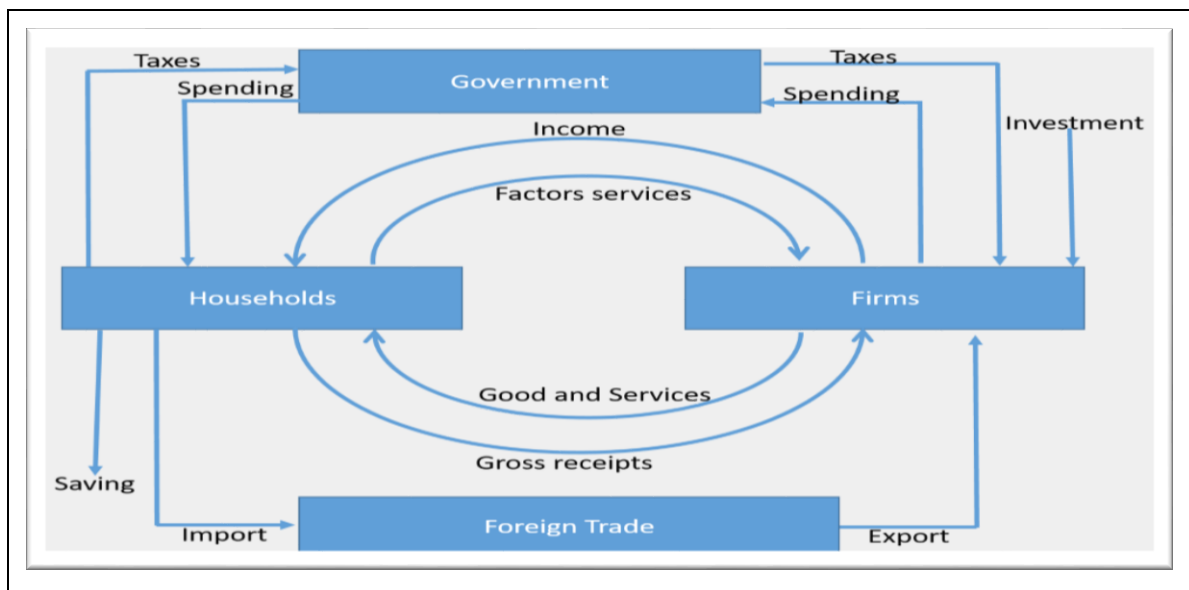 Taxes
Government
Taxes
Spending
Spending
Income
Investment
Factors services
Households
Firms
Good and Services
Gross receipts
Saving
Import
Foreign Trade
Export